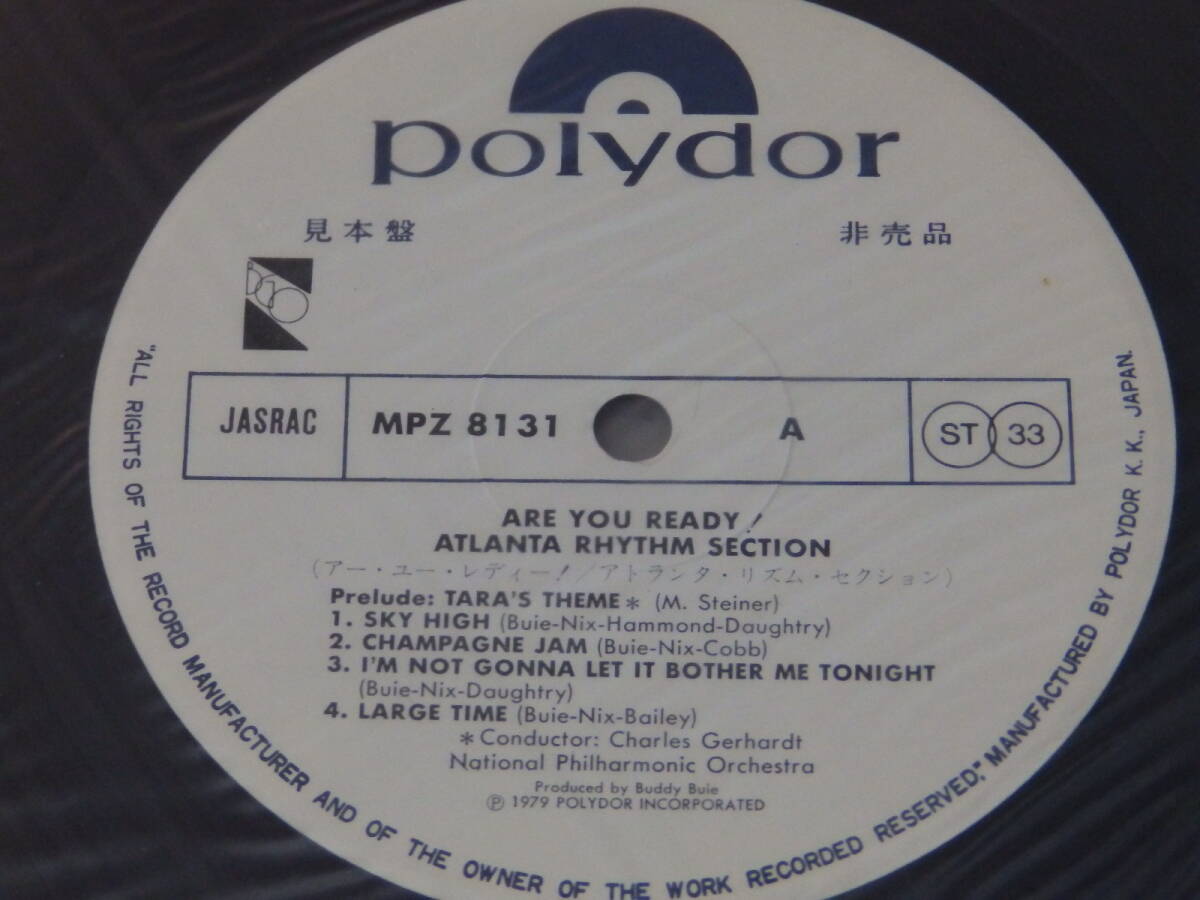 polydor
見本盤 非売品
JASRAC MPZ 8131 A ST 33
ARE YOU READY!
ATLANTA RHYTHM SECTION
(アー・ユー・レディー!/アトランタ・リズム・セクション)
Prelude: TARA'S THEME* (M. Steiner)
1. SKY HIGH (Buie-Nix-Hammond-Daughtry)
2. CHAMPAGNE JAM (Buie-Nix-Cobb)
3. I'M NOT GONNA LET IT BOTHER ME TONIGHT
(Buie-Nix-Daughtry)
4. LARGE TIME (Buie-Nix-Bailey)
*Conductor: Charles Gerhardt
National Philharmonic Orchestra
Produced by Buddy Buie
Ⓟ 1979 POLYDOR INCORPORATED
"ALL RIGHTS OF THE RECORD MANUFACTURER AND OF THE OWNER OF THE WORK RECORDED RESERVED;" MANUFACTURED BY POLYDOR K. K., JAPAN.